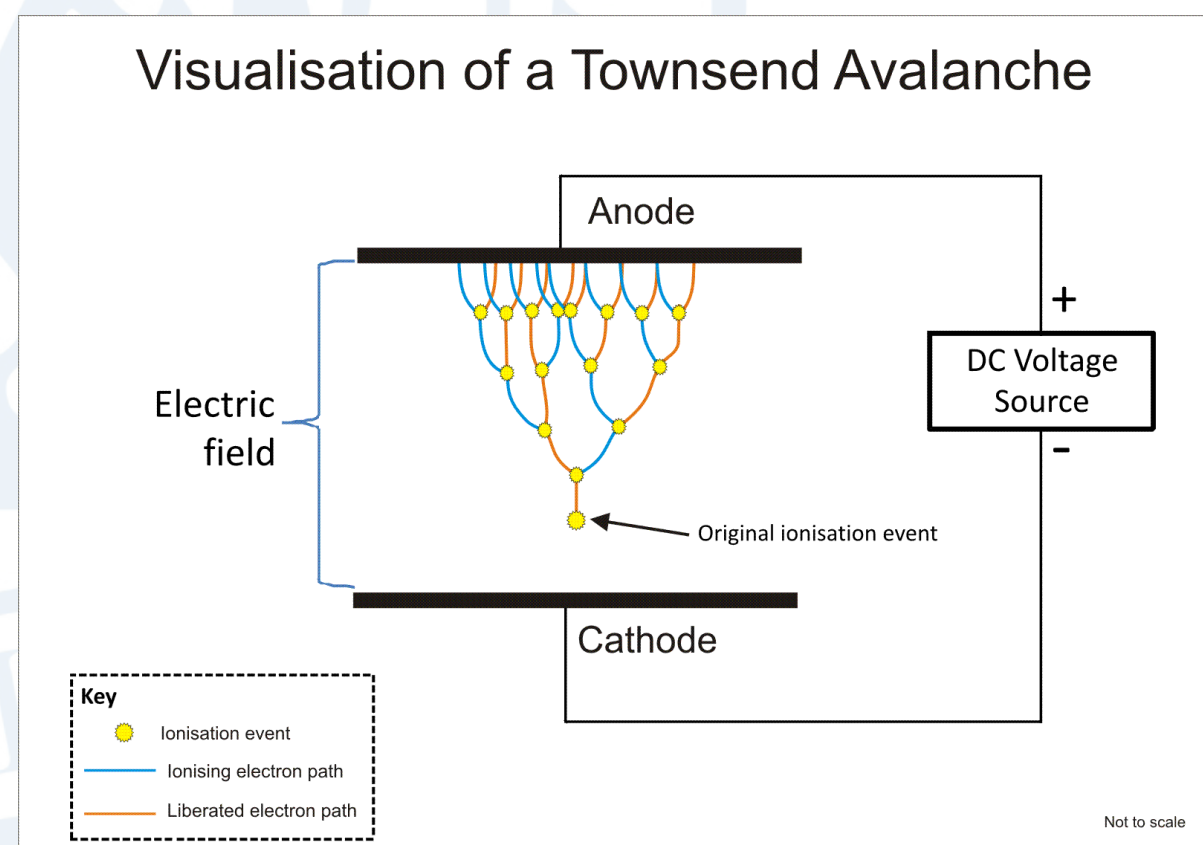 Visualisation of a Townsend Avalanche
Anode
+
DC Voltage
Source
-
Electric
field
Original ionisation event
Cathode
Key
Ionisation event
Ionising electron path
Liberated electron path
Not to scale